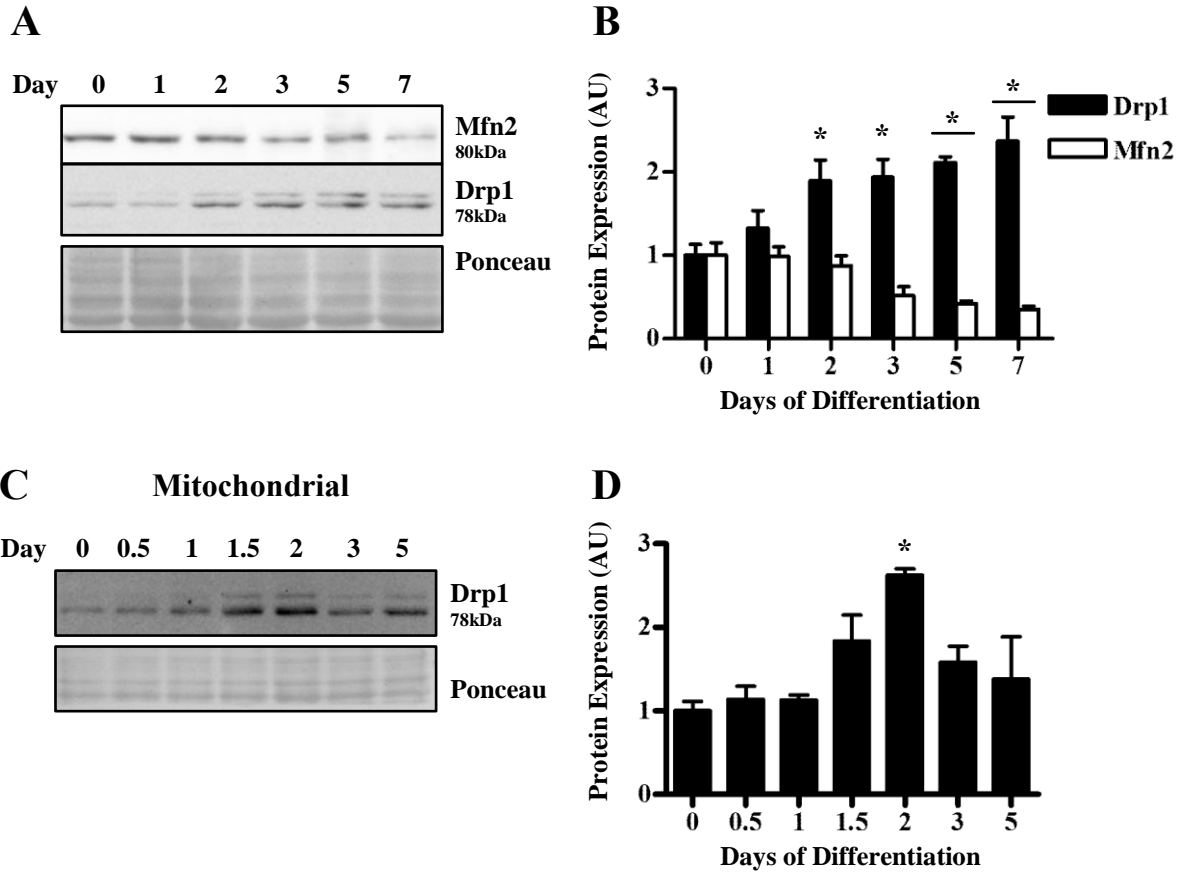 A
Day 0 1 2 3 5 7
Mfn2
80kDa
Drp1
78kDa
Ponceau
B
Protein Expression (AU)
3
2
1
0
* * * *
Drp1
Mfn2
0 1 2 3 5 7
Days of Differentiation
C
Mitochondrial
Day 0 0.5 1 1.5 2 3 5
Drp1
78kDa
Ponceau
D
Protein Expression (AU)
3
2
1
0
*
0 0.5 1 1.5 2 3 5
Days of Differentiation